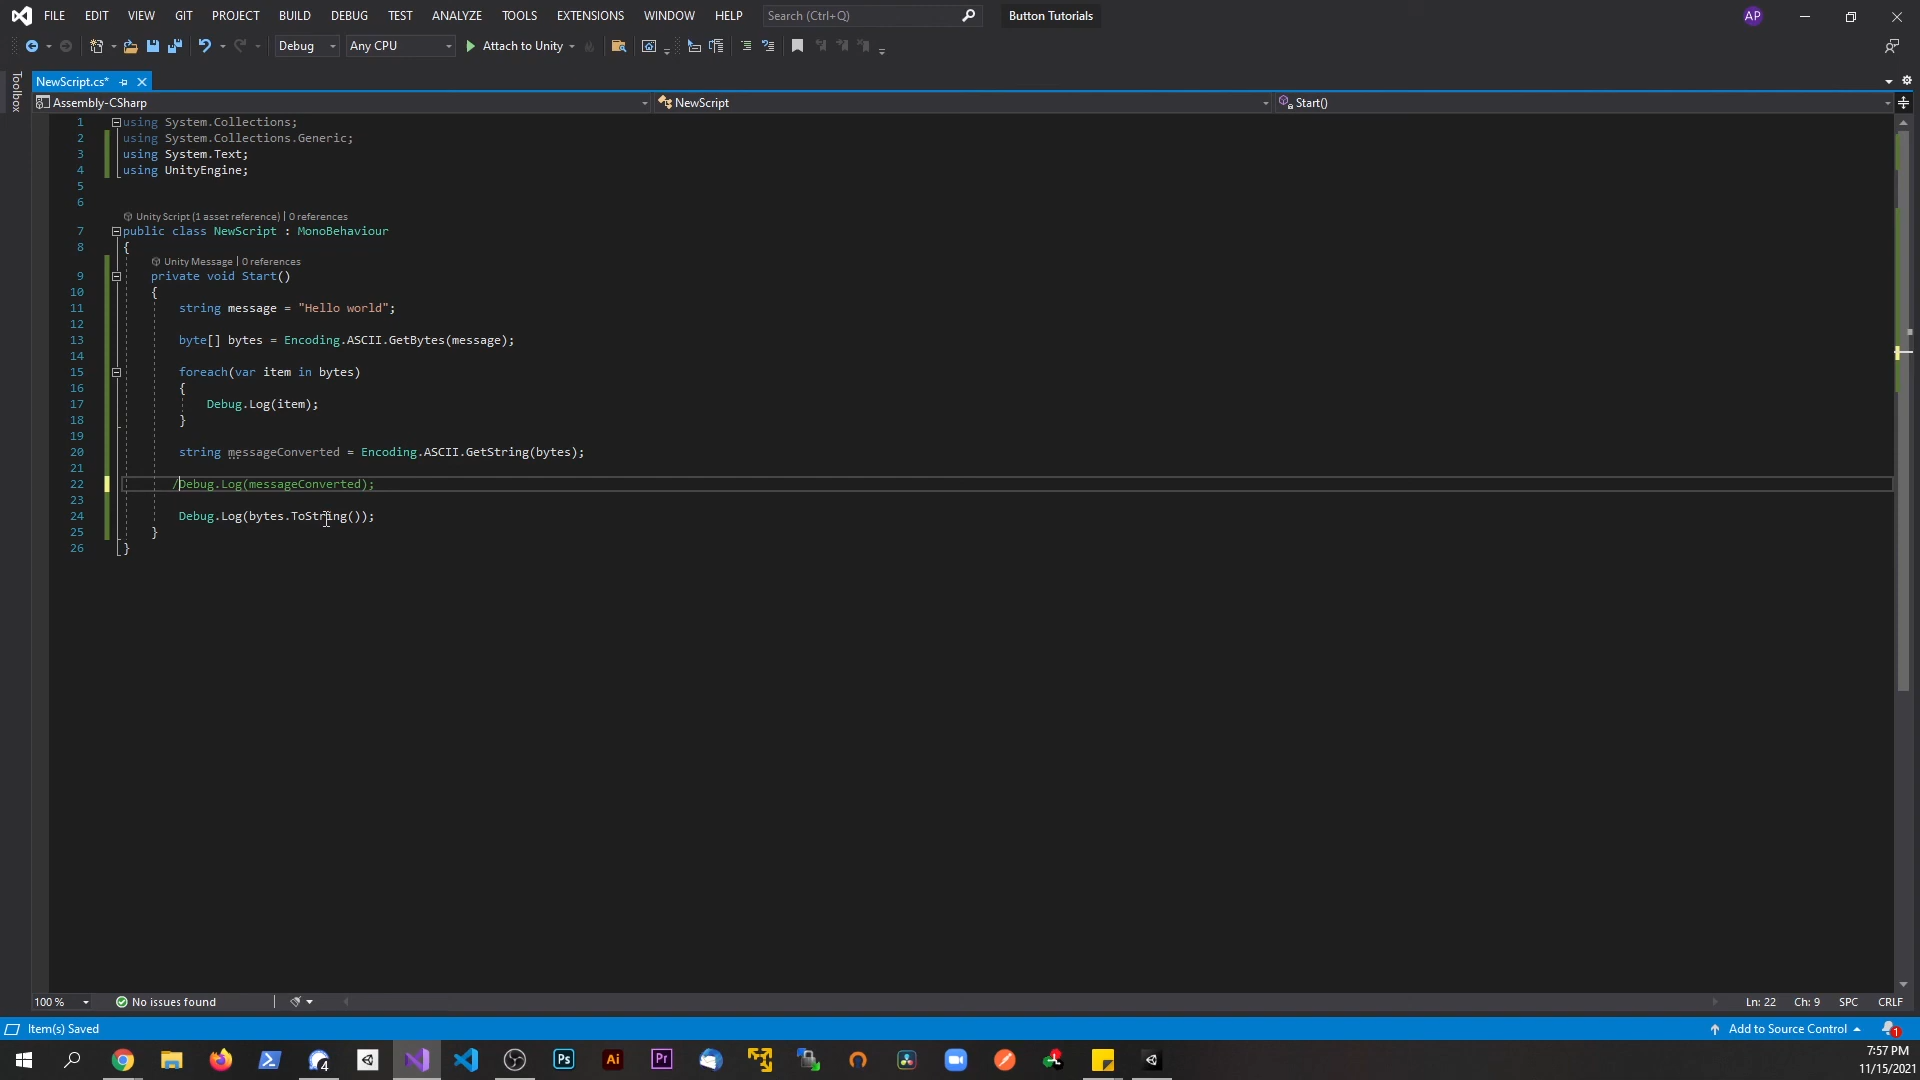 FILE EDIT VIEW GIT PROJECT BUILD DEBUG TEST ANALYZE TOOLS EXTENSIONS WINDOW HELP Search (Ctrl+Q) Button Tutorials AP
Debug Any CPU Attach to Unity
Toolbox
NewScript.cs*
Assembly-CSharp NewScript Start()
1 using System.Collections;
2 using System.Collections.Generic;
3 using System.Text;
4 using UnityEngine;
5
6
Unity Script (1 asset reference) | 0 references
7 public class NewScript : MonoBehaviour
8 {
Unity Message | 0 references
9 private void Start()
10 {
11 string message = "Hello world";
12
13 byte[] bytes = Encoding.ASCII.GetBytes(message);
14
15 foreach(var item in bytes)
16 {
17 Debug.Log(item);
18 }
19
20 string messageConverted = Encoding.ASCII.GetString(bytes);
21
22 /Debug.Log(messageConverted);
23
24 Debug.Log(bytes.ToString());
25 }
26 }
100 % No issues found Ln: 22 Ch: 9 SPC CRLF
Item(s) Saved Add to Source Control 1
4 Ps Ai Pr
7:57 PM
11/15/2021